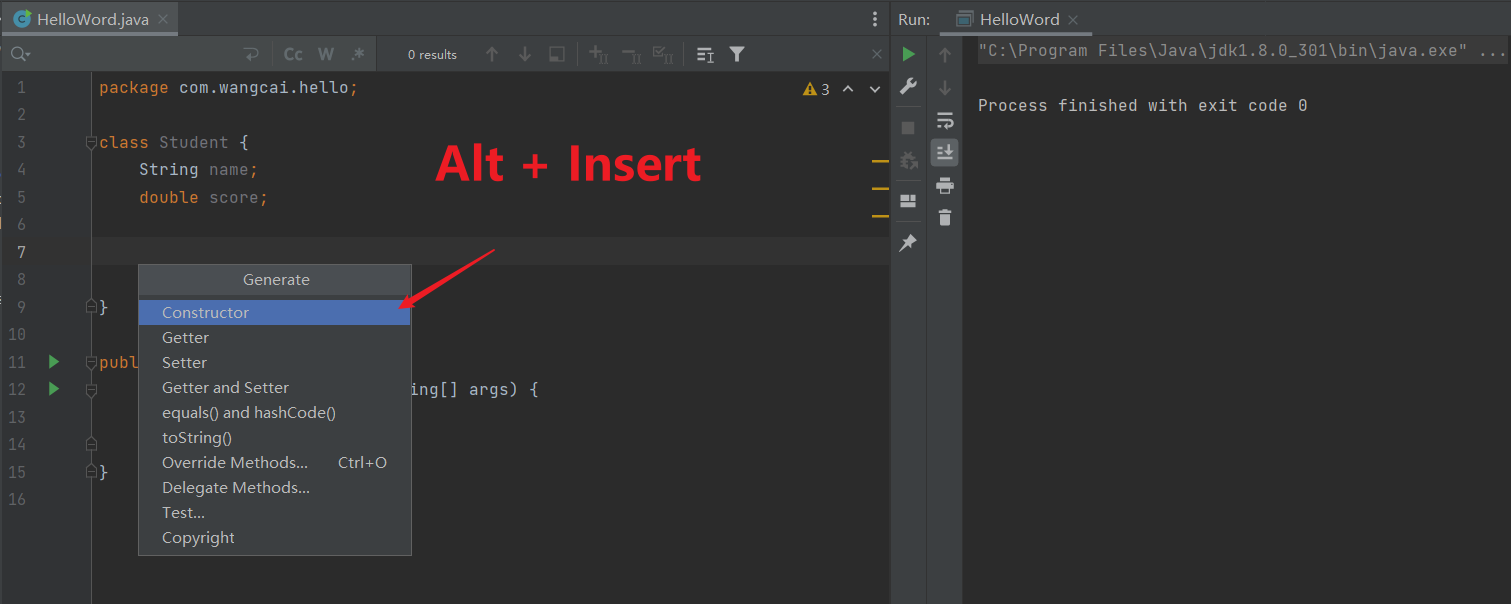 HelloWord.java
Run: HelloWord
Cc W .* 0 results
"C:\Program Files\Java\jdk1.8.0_301\bin\java.exe" ...
Process finished with exit code 0
3
1 package com.wangcai.hello;
2
3 class Student {
4 String name;
5 double score;
6
7
8
9 }
10
11 publ
12 ing[] args) {
13
14
15 }
16
Alt + Insert
Generate
Constructor
Getter
Setter
Getter and Setter
equals() and hashCode()
toString()
Override Methods... Ctrl+O
Delegate Methods...
Test...
Copyright